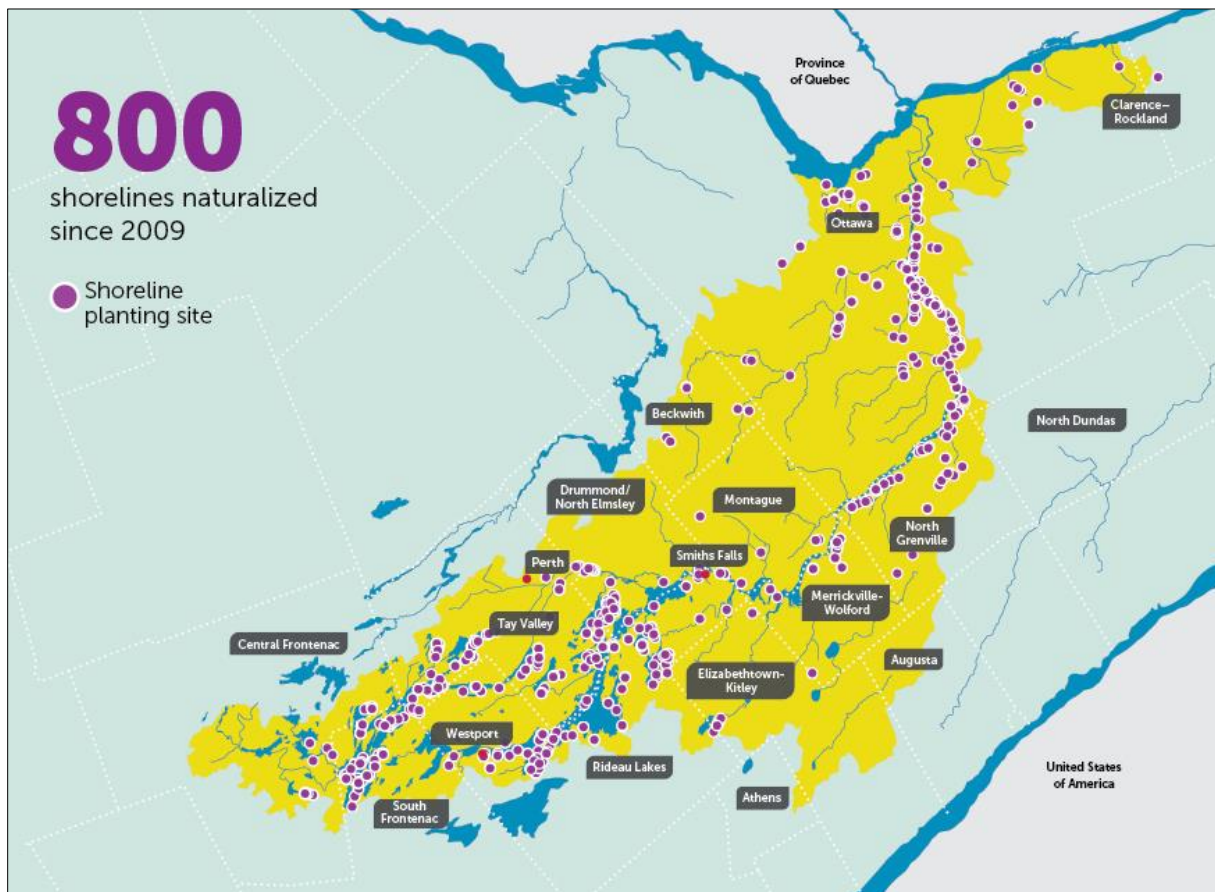 800
shorelines naturalized
since 2009
Shoreline
planting site
Province
of Quebec
Clarence–
Rockland
Ottawa
Beckwith
North Dundas
Drummond/
North Elmsley
Montague
North
Grenville
Perth
Smiths Falls
Merrickville-
Wolford
Tay Valley
Central Frontenac
Augusta
Elizabethtown-
Kitley
Westport
Rideau Lakes
United States
of America
Athens
South
Frontenac